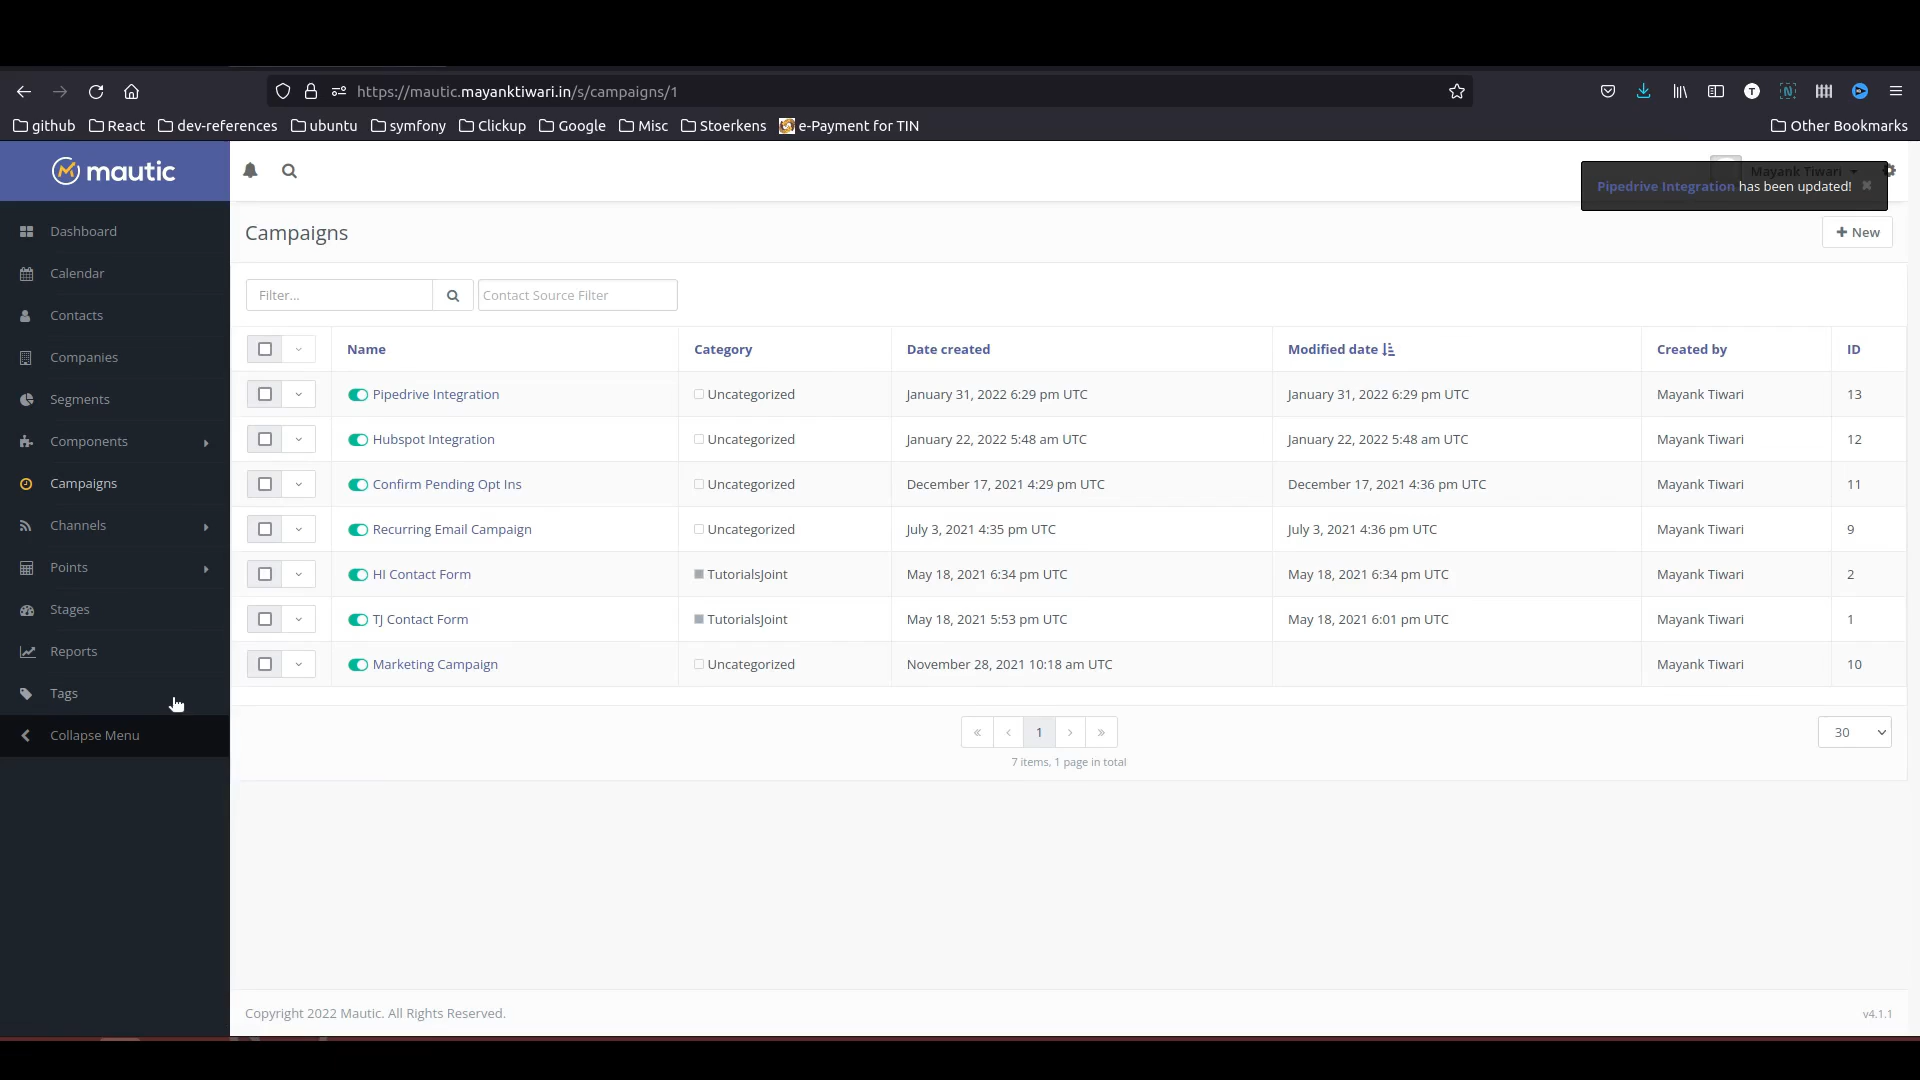 https://mautic.mayanktiwari.in/s/campaigns/1
github React dev-references ubuntu symfony Clickup Google Misc Stoerkens e-Payment for TIN Other Bookmarks
mautic
Mayank Tiwari
Pipedrive Integration has been updated!
Dashboard
Calendar
Contacts
Companies
Segments
Components
Campaigns
Channels
Points
Stages
Reports
Tags
Collapse Menu
Campaigns
New
Filter...
Contact Source Filter
Name Category Date created Modified date Created by ID
Pipedrive Integration Uncategorized January 31, 2022 6:29 pm UTC January 31, 2022 6:29 pm UTC Mayank Tiwari 13
Hubspot Integration Uncategorized January 22, 2022 5:48 am UTC January 22, 2022 5:48 am UTC Mayank Tiwari 12
Confirm Pending Opt Ins Uncategorized December 17, 2021 4:29 pm UTC December 17, 2021 4:36 pm UTC Mayank Tiwari 11
Recurring Email Campaign Uncategorized July 3, 2021 4:35 pm UTC July 3, 2021 4:36 pm UTC Mayank Tiwari 9
HI Contact Form TutorialsJoint May 18, 2021 6:34 pm UTC May 18, 2021 6:34 pm UTC Mayank Tiwari 2
TJ Contact Form TutorialsJoint May 18, 2021 5:53 pm UTC May 18, 2021 6:01 pm UTC Mayank Tiwari 1
Marketing Campaign Uncategorized November 28, 2021 10:18 am UTC Mayank Tiwari 10
« ‹ 1 › »
30
7 items, 1 page in total
Copyright 2022 Mautic. All Rights Reserved.
v4.1.1